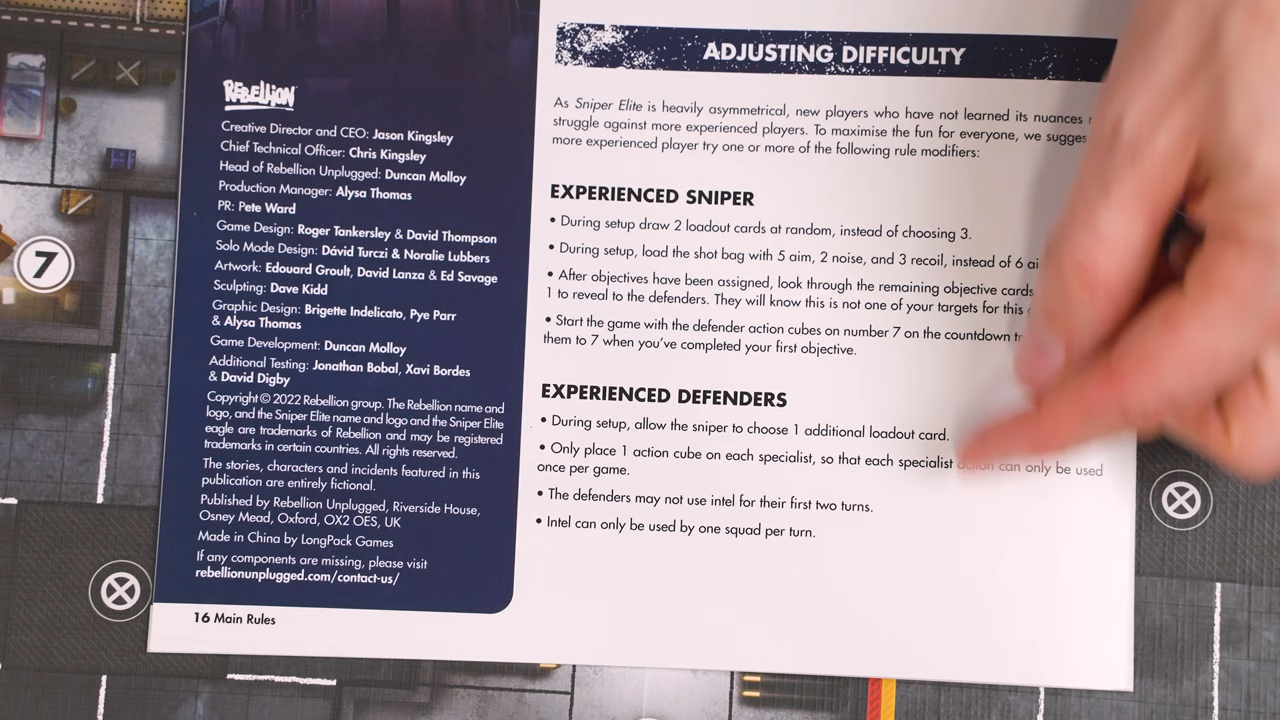 REBELLION
Creative Director and CEO: Jason Kingsley
Chief Technical Officer: Chris Kingsley
Head of Rebellion Unplugged: Duncan Molloy
Production Manager: Alysa Thomas
PR: Pete Ward
Game Design: Roger Tankersley & David Thompson
Solo Mode Design: Dávid Turczi & Noralie Lubbers
Artwork: Edouard Groult, David Lanza & Ed Savage
Sculpting: Dave Kidd
Graphic Design: Brigette Indelicato, Pye Parr
& Alysa Thomas
Game Development: Duncan Molloy
Additional Testing: Jonathan Bobal, Xavi Bordes
& David Digby
Copyright © 2022 Rebellion group. The Rebellion name and
logo, and the Sniper Elite name and logo and the Sniper Elite
eagle are trademarks of Rebellion and may be registered
trademarks in certain countries. All rights reserved.
The stories, characters and incidents featured in this
publication are entirely fictional.
Published by Rebellion Unplugged, Riverside House,
Osney Mead, Oxford, OX2 OES, UK
Made in China by LongPack Games
If any components are missing, please visit
rebellionunplugged.com/contact-us/
16 Main Rules
ADJUSTING DIFFICULTY
As Sniper Elite is heavily asymmetrical, new players who have not learned its nuances
struggle against more experienced players. To maximise the fun for everyone, we
more experienced player try one or more of the following rule modifiers:
EXPERIENCED SNIPER
• During setup draw 2 loadout cards at random, instead of choosing 3.
• During setup, load the shot bag with 5 aim, 2 noise, and 3 recoil, instead of 6
• After objectives have been assigned, look through the remaining objective cards
1 to reveal to the defenders. They will know this is not one of your targets for this
• Start the game with the defender action cubes on number 7 on the countdown
them to 7 when you've completed your first objective.
EXPERIENCED DEFENDERS
• During setup, allow the sniper to choose 1 additional loadout card.
• Only place 1 action cube on each specialist, so that each specialist action can only be used
once per game.
• The defenders may not use intel for their first two turns.
• Intel can only be used by one squad per turn.
7